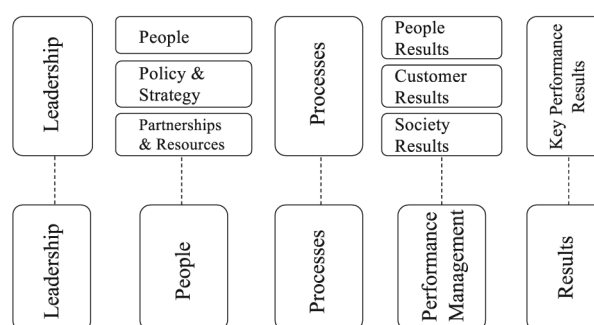 Leadership
People
Policy &
Strategy
Partnerships
& Resources
Processes
People
Results
Customer
Results
Society
Results
Key Performance
Results
Leadership
People
Processes
Performance
Management
Results